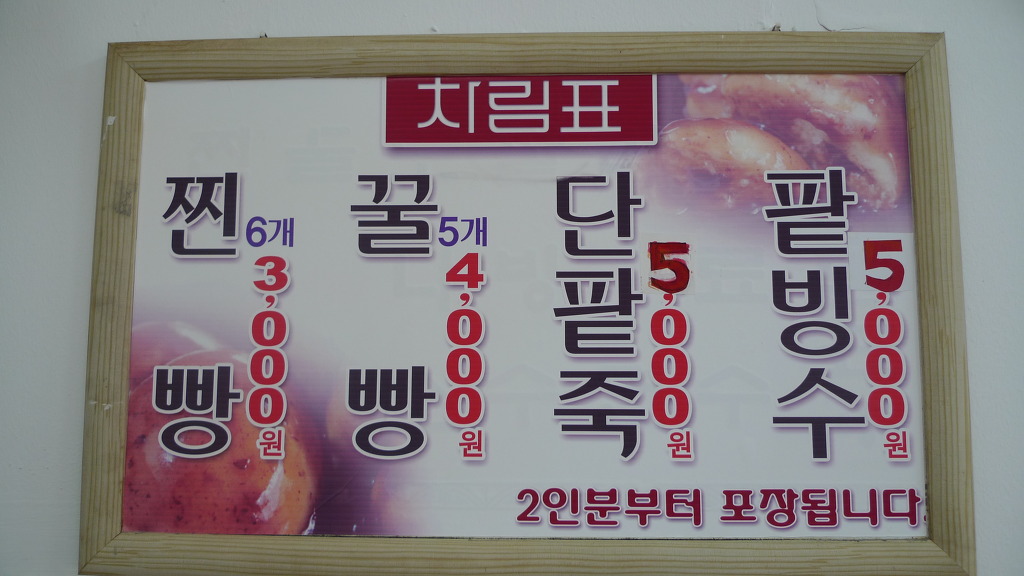 차림표
찐빵 6개 3,000원
꿀빵 5개 4,000원
단팥죽 5,000원
팥빙수 5,000원
2인분부터 포장됩니다.